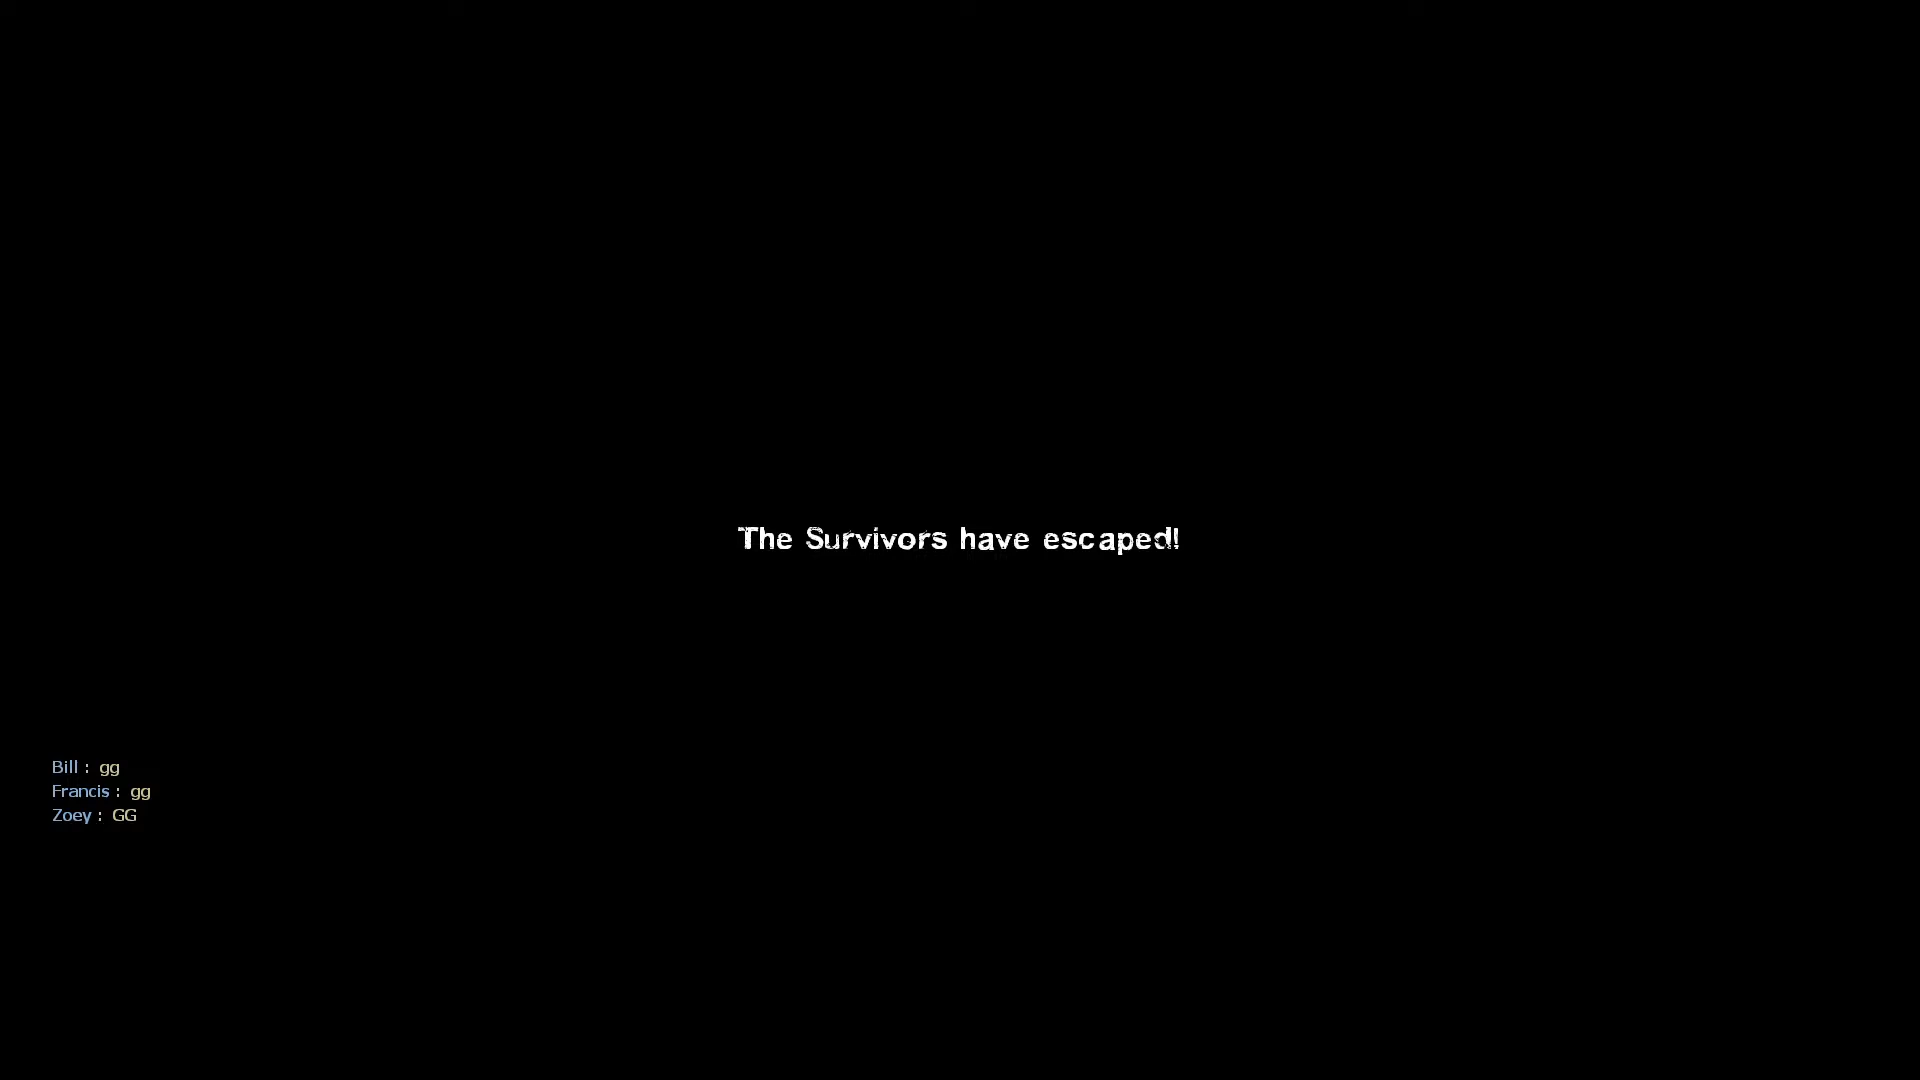 The Survivors have escaped!
Bill : gg
Francis : gg
Zoey : GG